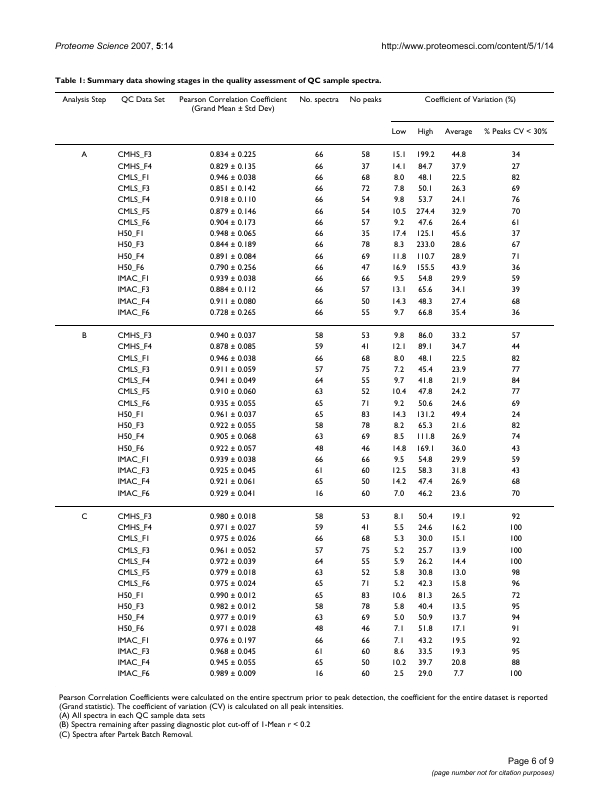 Proteome Science 2007, 5:14 http://www.proteomesci.com/content/5/1/14
Table 1: Summary data showing stages in the quality assessment of QC sample spectra.
Analysis Step QC Data Set Pearson Correlation Coefficient No. spectra No peaks Coefficient of Variation (%)
(Grand Mean ± Std Dev)
Low High Average % Peaks CV < 30%
A CMHS_F3 0.834 ± 0.225 66 58 15.1 199.2 44.8 34
CMHS_F4 0.829 ± 0.135 66 37 14.1 84.7 37.9 27
CMLS_F1 0.946 ± 0.038 66 68 8.0 48.1 22.5 82
CMLS_F3 0.851 ± 0.142 66 72 7.8 50.1 26.3 69
CMLS_F4 0.918 ± 0.110 66 54 9.8 53.7 24.1 76
CMLS_F5 0.879 ± 0.146 66 54 10.5 274.4 32.9 70
CMLS_F6 0.904 ± 0.173 66 57 9.2 47.6 26.4 61
H50_F1 0.948 ± 0.065 66 35 17.4 125.1 45.6 37
H50_F3 0.844 ± 0.189 66 78 8.3 233.0 28.6 67
H50_F4 0.891 ± 0.084 66 69 11.8 110.7 28.9 71
H50_F6 0.790 ± 0.256 66 47 16.9 155.5 43.9 36
IMAC_F1 0.939 ± 0.038 66 66 9.5 54.8 29.9 59
IMAC_F3 0.884 ± 0.112 66 57 13.1 65.6 34.1 39
IMAC_F4 0.911 ± 0.080 66 50 14.3 48.3 27.4 68
IMAC_F6 0.728 ± 0.265 66 55 9.7 66.8 35.4 36
B CMHS_F3 0.940 ± 0.037 58 53 9.8 86.0 33.2 57
CMHS_F4 0.878 ± 0.085 59 41 12.1 89.1 34.7 44
CMLS_F1 0.946 ± 0.038 66 68 8.0 48.1 22.5 82
CMLS_F3 0.911 ± 0.059 57 75 7.2 45.4 23.9 77
CMLS_F4 0.941 ± 0.049 64 55 9.7 41.8 21.9 84
CMLS_F5 0.910 ± 0.060 63 52 10.4 47.8 24.2 77
CMLS_F6 0.935 ± 0.055 65 71 9.2 50.6 24.6 69
H50_F1 0.961 ± 0.037 65 83 14.3 131.2 49.4 24
H50_F3 0.922 ± 0.055 58 78 8.2 65.3 21.6 82
H50_F4 0.905 ± 0.068 63 69 8.5 111.8 26.9 74
H50_F6 0.922 ± 0.057 48 46 14.8 169.1 36.0 43
IMAC_F1 0.939 ± 0.038 66 66 9.5 54.8 29.9 59
IMAC_F3 0.925 ± 0.045 61 60 12.5 58.3 31.8 43
IMAC_F4 0.921 ± 0.061 65 50 14.2 47.4 26.9 68
IMAC_F6 0.929 ± 0.041 16 60 7.0 46.2 23.6 70
C CMHS_F3 0.980 ± 0.018 58 53 8.1 50.4 19.1 92
CMHS_F4 0.971 ± 0.027 59 41 5.5 24.6 16.2 100
CMLS_F1 0.975 ± 0.026 66 68 5.3 30.0 15.1 100
CMLS_F3 0.961 ± 0.052 57 75 5.2 25.7 13.9 100
CMLS_F4 0.972 ± 0.039 64 55 5.9 26.2 14.4 100
CMLS_F5 0.979 ± 0.018 63 52 5.8 30.8 13.0 98
CMLS_F6 0.975 ± 0.024 65 71 5.2 42.3 15.8 96
H50_F1 0.990 ± 0.012 65 83 10.6 81.3 26.5 72
H50_F3 0.982 ± 0.012 58 78 5.8 40.4 13.5 95
H50_F4 0.977 ± 0.019 63 69 5.0 50.9 13.7 94
H50_F6 0.971 ± 0.028 48 46 7.1 51.8 17.1 91
IMAC_F1 0.976 ± 0.197 66 66 7.1 43.2 19.5 92
IMAC_F3 0.968 ± 0.045 61 60 8.6 33.5 19.3 95
IMAC_F4 0.945 ± 0.055 65 50 10.2 39.7 20.8 88
IMAC_F6 0.989 ± 0.009 16 60 2.5 29.0 7.7 100
Pearson Correlation Coefficients were calculated on the entire spectrum prior to peak detection, the coefficient for the entire dataset is reported
(Grand statistic). The coefficient of variation (CV) is calculated on all peak intensities.
(A) All spectra in each QC sample data sets
(B) Spectra remaining after passing diagnostic plot cut-off of 1-Mean r < 0.2
(C) Spectra after Partek Batch Removal.
Page 6 of 9
(page number not for citation purposes)